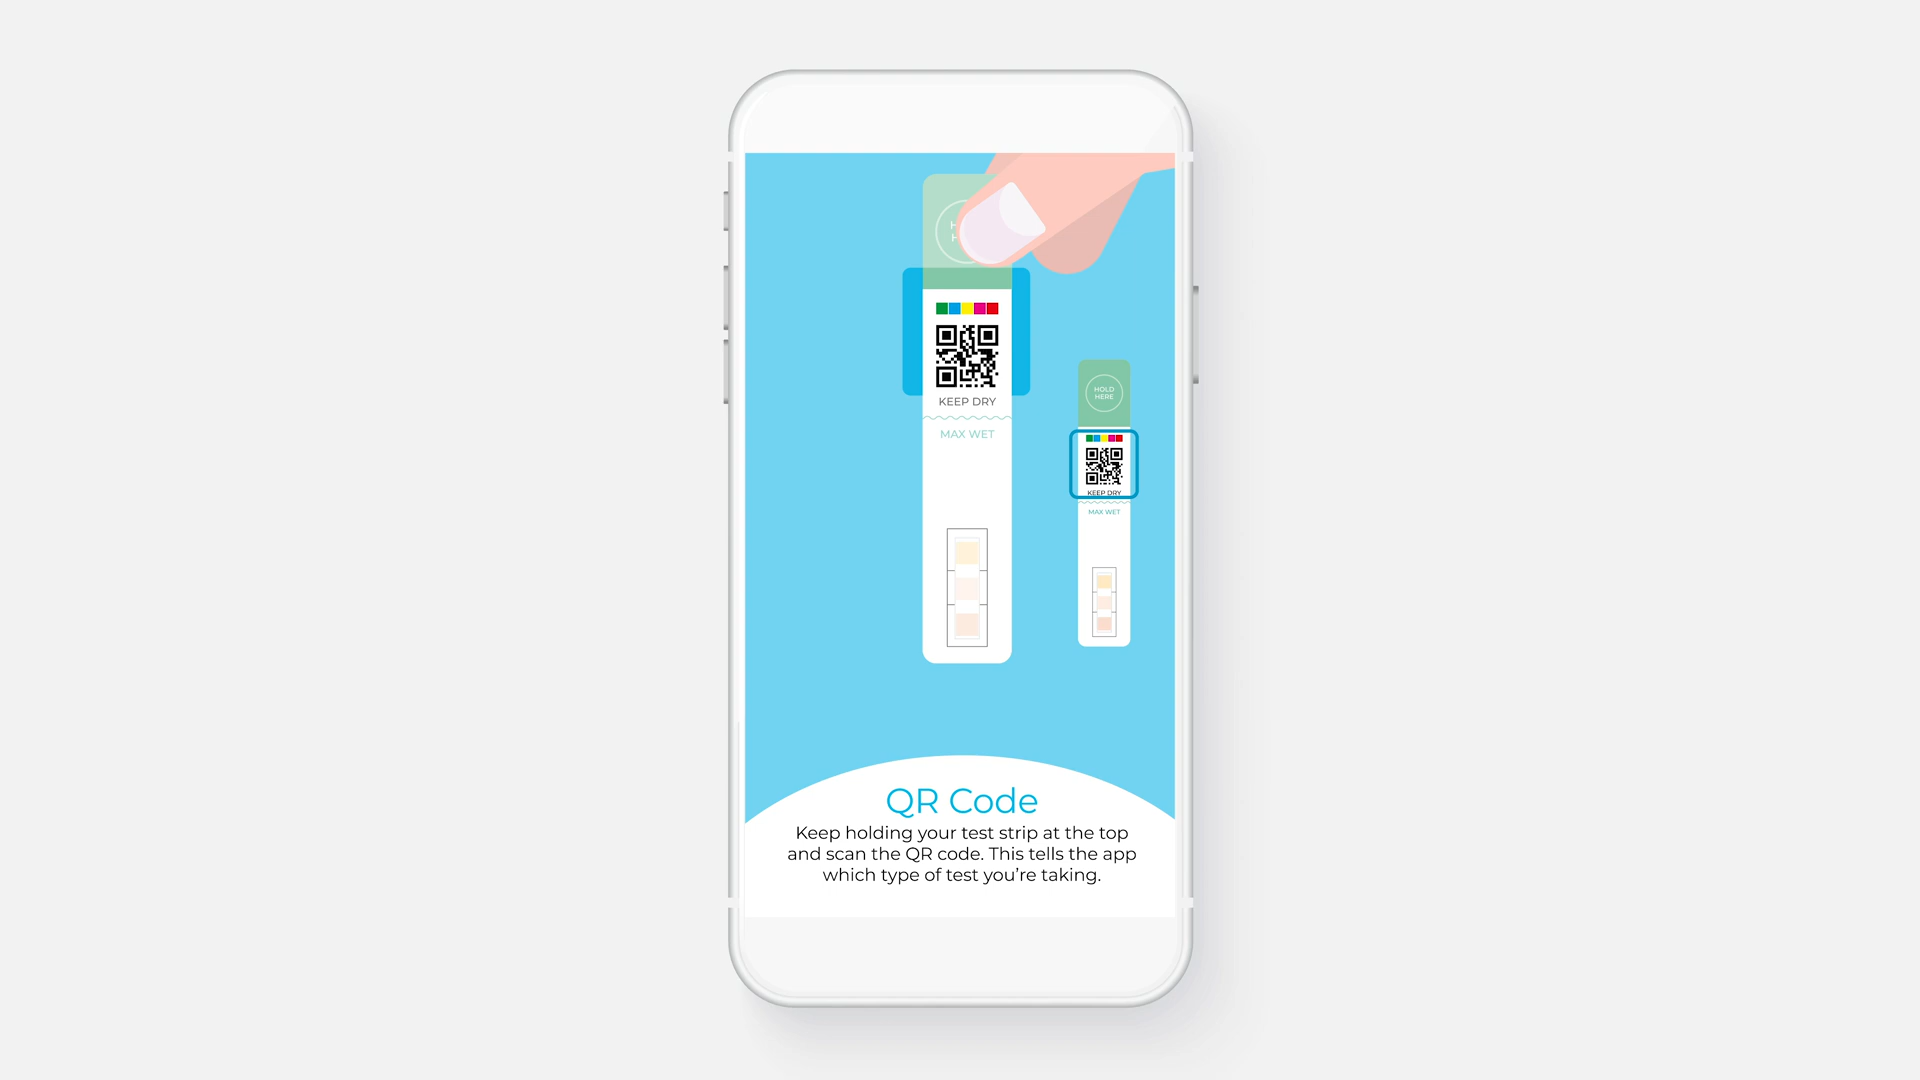 KEEP DRY
MAX WET
HOLD
HERE
KEEP DRY
MAX WET
QR Code
Keep holding your test strip at the top
and scan the QR code. This tells the app
which type of test you’re taking.